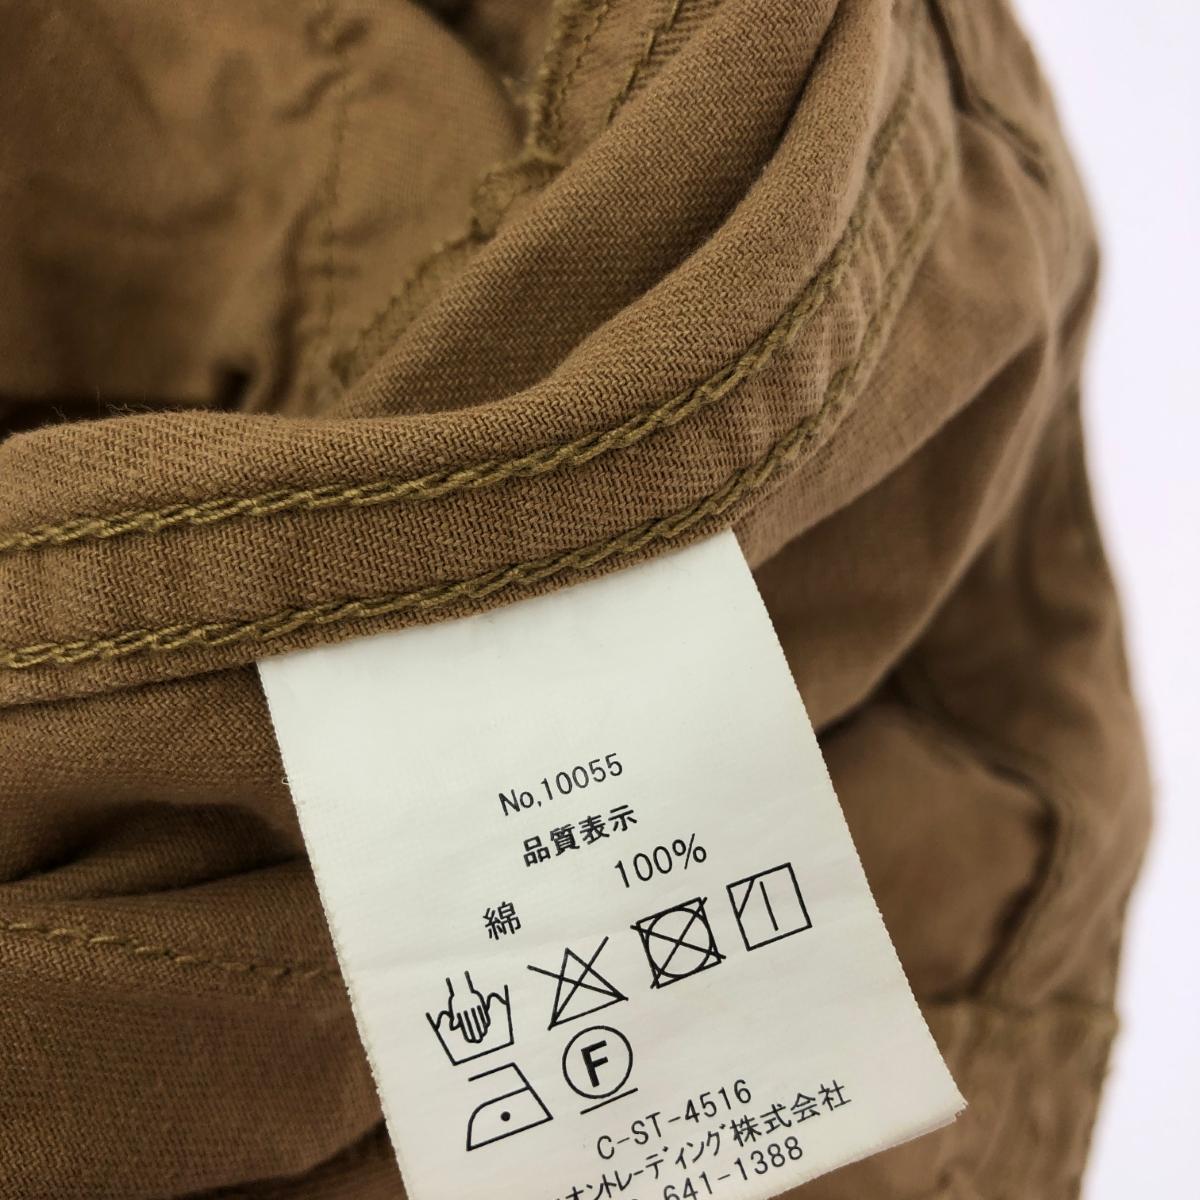 No,10055
品質表示
綿 100%
F
C-ST-4516
オントレーディング株式会社
641-1388